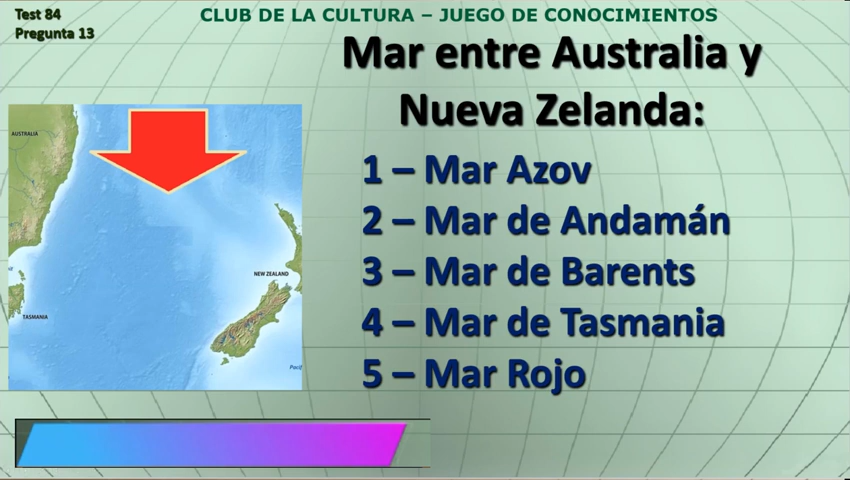 Test 84
Pregunta 13
CLUB DE LA CULTURA – JUEGO DE CONOCIMIENTOS
Mar entre Australia y
Nueva Zelanda:
AUSTRALIA
NEW ZEALAND
TASMANIA
Pacif
1 – Mar Azov
2 – Mar de Andamán
3 – Mar de Barents
4 – Mar de Tasmania
5 – Mar Rojo